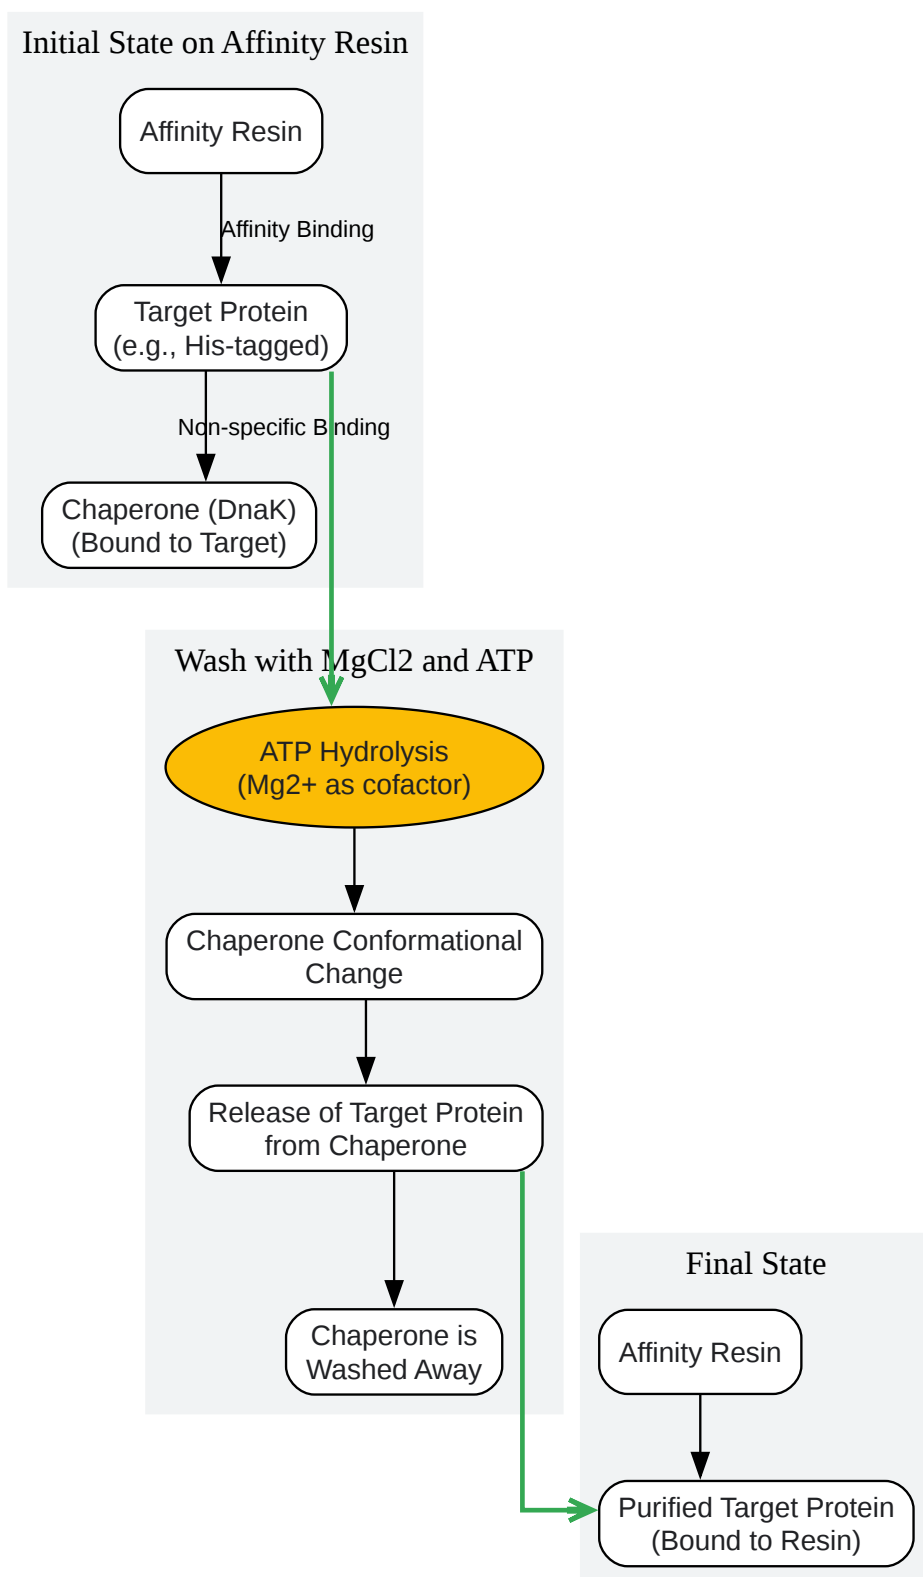 Initial State on Affinity Resin
Affinity Resin
Affinity Binding
Target Protein
(e.g., His-tagged)
Non-specific Binding
Chaperone (DnaK)
(Bound to Target)
Wash with MgCl2 and ATP
ATP Hydrolysis
(Mg2+ as cofactor)
Chaperone Conformational
Change
Release of Target Protein
from Chaperone
Chaperone is
Washed Away
Final State
Affinity Resin
Purified Target Protein
(Bound to Resin)